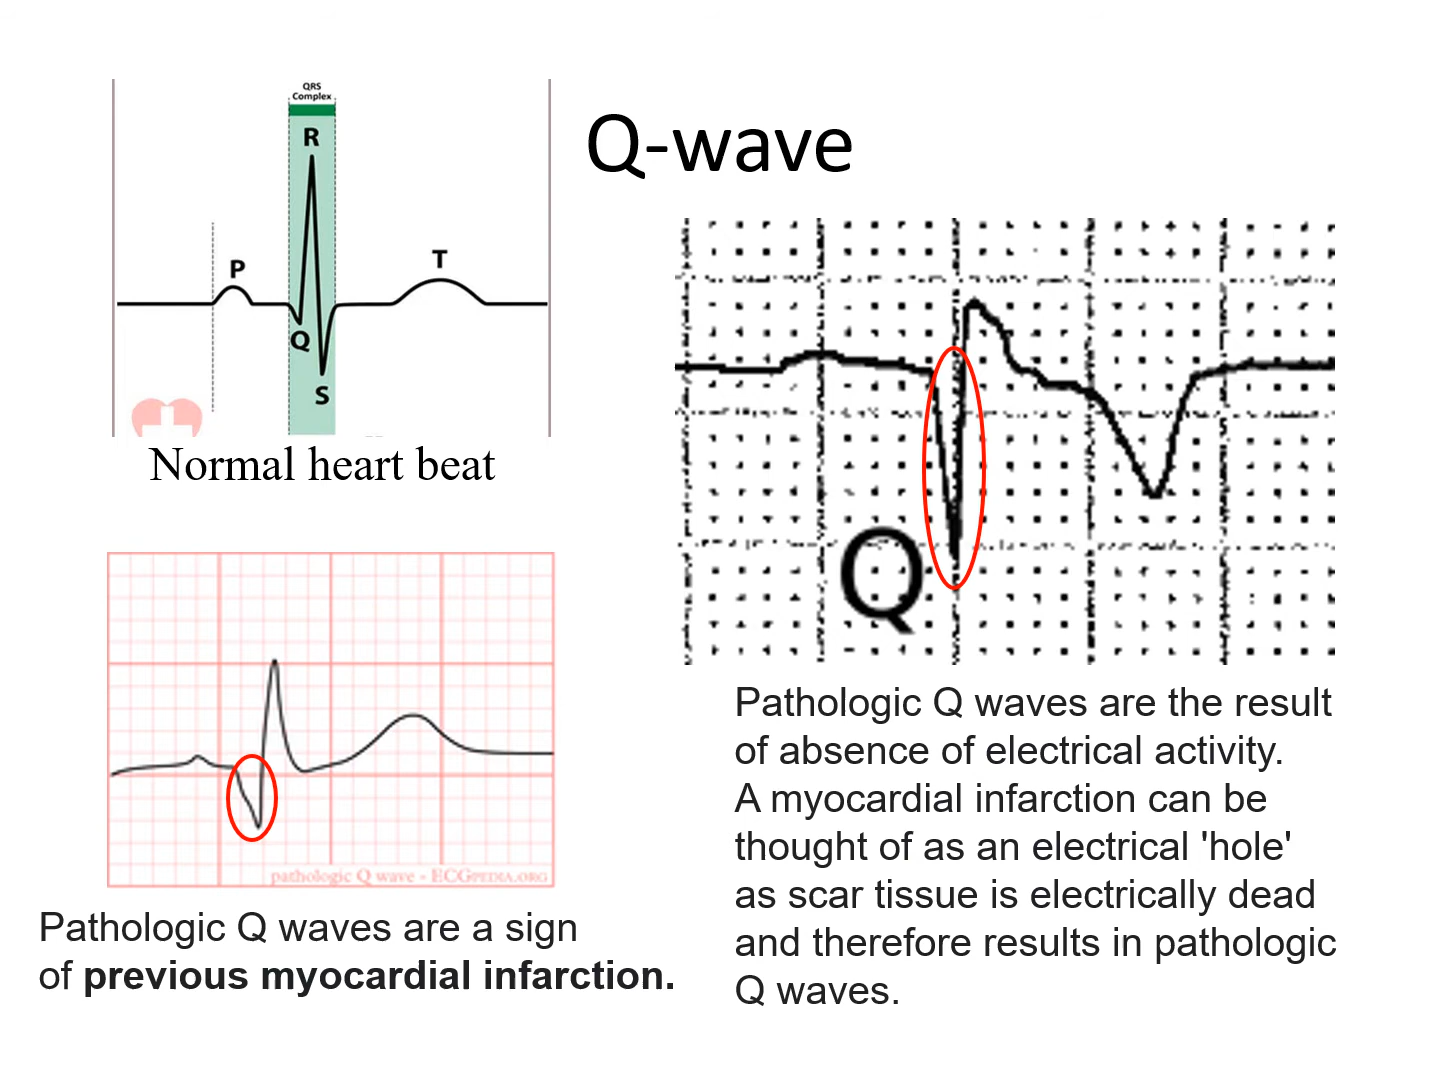 Q-wave
QRS
Complex
R
P
T
Q
S
Normal heart beat
Q
pathologic Q wave - ECGPEDIA.ORG
Pathologic Q waves are a sign
of previous myocardial infarction.
Pathologic Q waves are the result
of absence of electrical activity.
A myocardial infarction can be
thought of as an electrical 'hole'
as scar tissue is electrically dead
and therefore results in pathologic
Q waves.